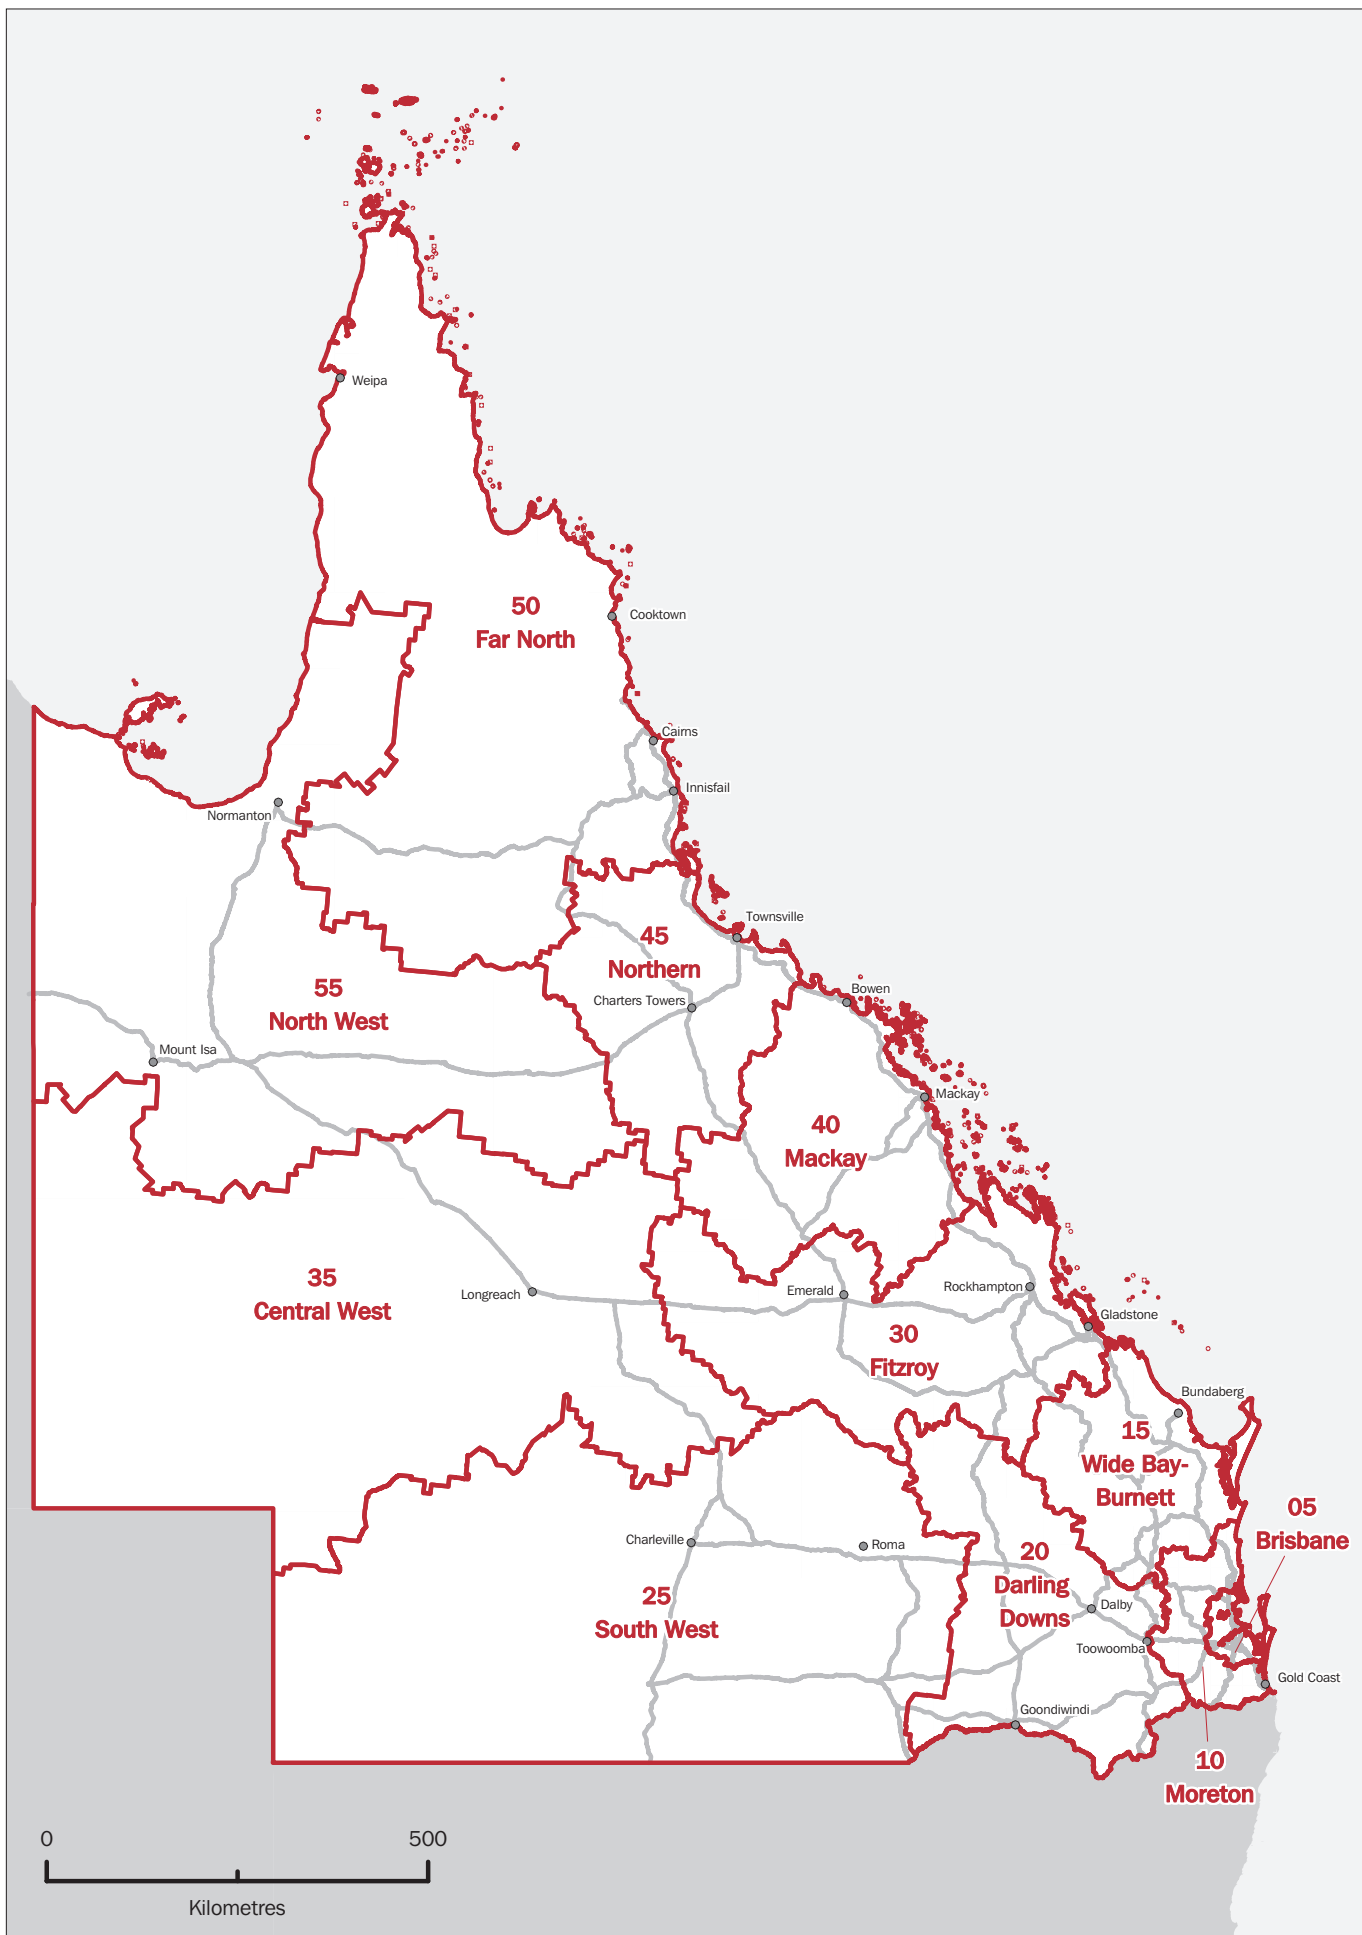 Weipa
50
Far North
Cooktown
Cairns
Innisfail
Normanton
Townsville
45
Northern
Charters Towers
Bowen
55
North West
Mount Isa
Mackay
40
Mackay
35
Central West
Longreach
Emerald
Rockhampton
Gladstone
30
Fitzroy
Bundaberg
15
Wide Bay-
Burnett
05
Brisbane
Charleville
Roma
20
Darling
Downs
25
South West
Dalby
Toowoomba
Gold Coast
Goondiwindi
10
Moreton
0 500
Kilometres